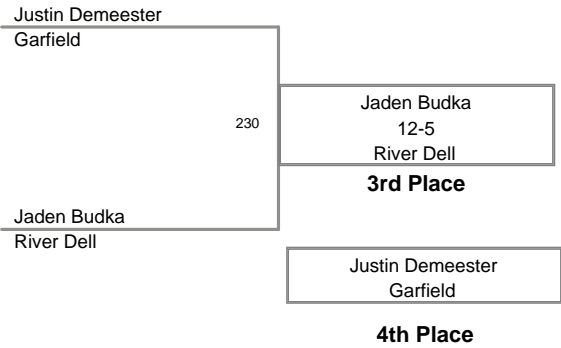 Justin Demeester
Garfield
230
Jaden Budka
12-5
River Dell
3rd Place
Jaden Budka
River Dell
Justin Demeester
Garfield
4th Place